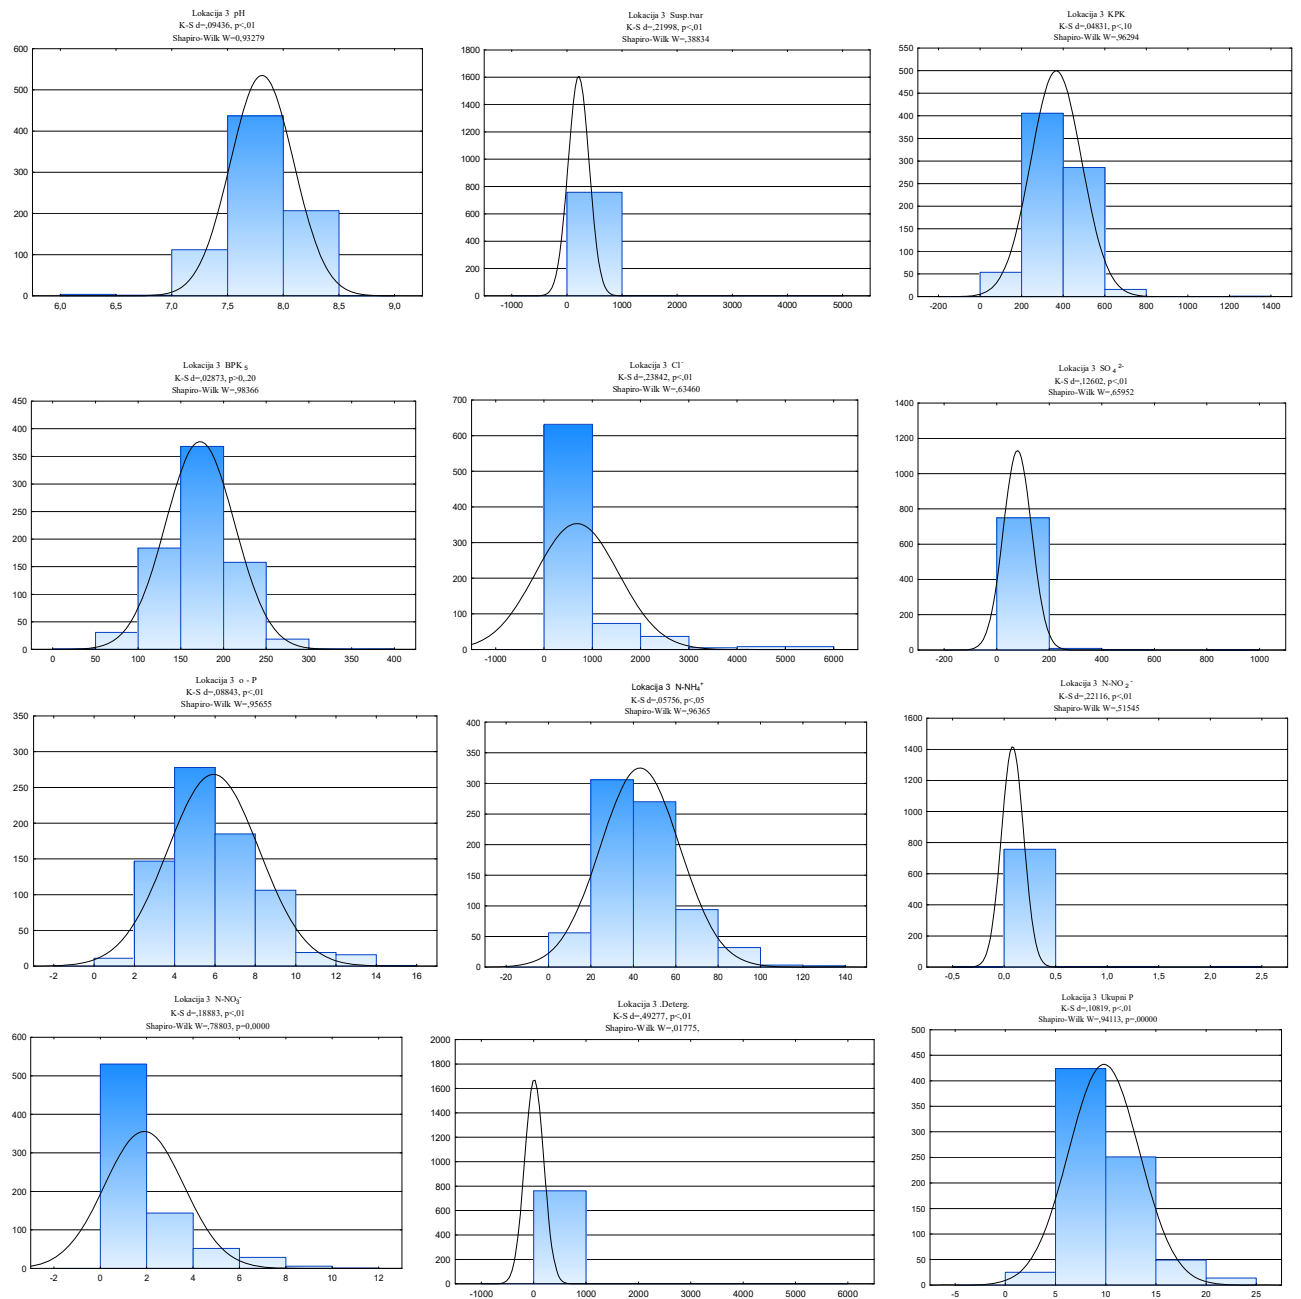 Lokacija 3 pH
K-S d=,09436, p<,01
Shapiro-Wilk W=0,93279
600
500
400
300
200
100
0
6,0 6,5 7,0 7,5 8,0 8,5 9,0
Lokacija 3 Susp.tvar
K-S d=,21998, p<,01
Shapiro-Wilk W=,38834
1800
1600
1400
1200
1000
800
600
400
200
0
-1000 0 1000 2000 3000 4000 5000
Lokacija 3 KPK
K-S d=,04831, p<,10
Shapiro-Wilk W=,96294
550
500
450
400
350
300
250
200
150
100
50
0
-200 0 200 400 600 800 1000 1200 1400
Lokacija 3 BPK 5
K-S d=,02873, p>0,.20
Shapiro-Wilk W=,98366
450
400
350
300
250
200
150
100
50
0
0 50 100 150 200 250 300 350 400
Lokacija 3 Cl-
K-S d=,23842, p<,01
Shapiro-Wilk W=,63460
700
600
500
400
300
200
100
0
-1000 0 1000 2000 3000 4000 5000 6000
Lokacija 3 SO 4 2-
K-S d=,12602, p<,01
Shapiro-Wilk W=,65952
1400
1200
1000
800
600
400
200
0
-200 0 200 400 600 800 1000
Lokacija 3 o - P
K-S d=,08843, p<,01
Shapiro-Wilk W=,95655
350
300
250
200
150
100
50
0
-2 0 2 4 6 8 10 12 14 16
Lokacija 3 N-NH4+
K-S d=,05756, p<,05
Shapiro-Wilk W=,96365
400
350
300
250
200
150
100
50
0
-20 0 20 40 60 80 100 120 140
Lokacija 3 N-NO 2 -
K-S d=,22116, p<,01
Shapiro-Wilk W=,51545
1600
1400
1200
1000
800
600
400
200
0
-0,5 0,0 0,5 1,0 1,5 2,0 2,5
Lokacija 3 N-NO3-
K-S d=,18883, p<,01
Shapiro-Wilk W=,78803, p=0,0000
600
500
400
300
200
100
0
-2 0 2 4 6 8 10 12
Lokacija 3 .Deterg.
K-S d=,49277, p<,01
Shapiro-Wilk W=,01775,
2000
1800
1600
1400
1200
1000
800
600
400
200
0
-1000 0 1000 2000 3000 4000 5000 6000
Lokacija 3 Ukupni P
K-S d=,10819, p<,01
Shapiro-Wilk W=,94113, p=,00000
500
450
400
350
300
250
200
150
100
50
0
-5 0 5 10 15 20 25